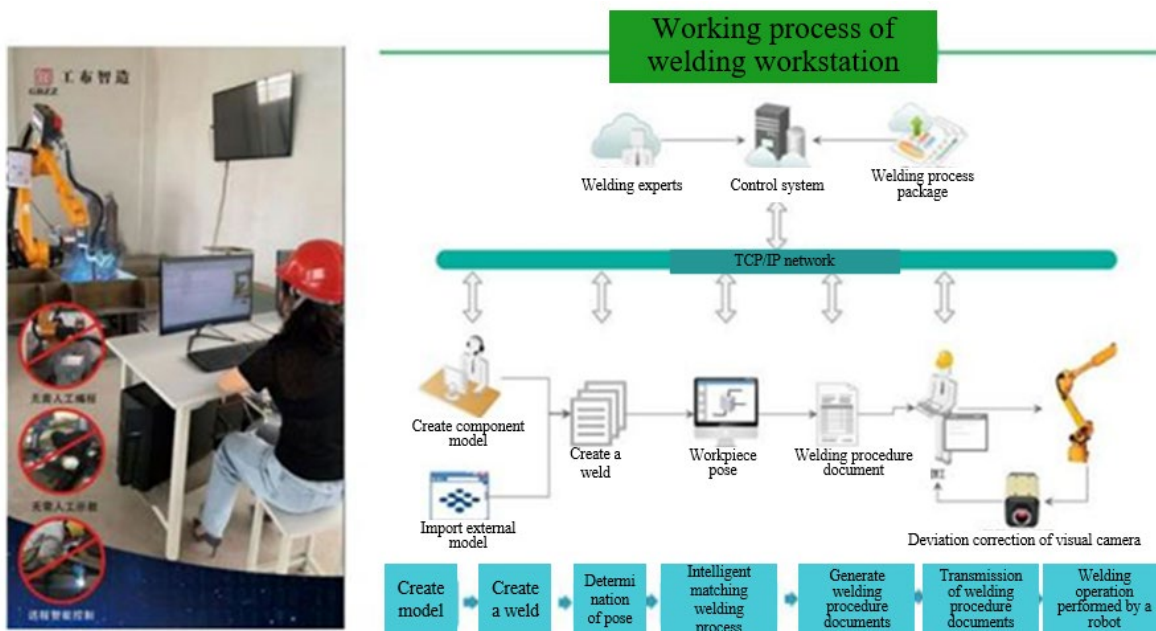 工布智造
GBZZ
无需人工编程
无需人工示教
远程智能控制
Working process of
welding workstation
Welding experts
Control system
Welding process
package
TCP/IP network
Create component
model
Import external
model
Create a
weld
Workpiece
pose
Welding procedure
document
Deviation correction of visual camera
Create
model
Create
a weld
Determi
nation
of pose
Intelligent
matching
welding
process
Generate
welding
procedure
documents
Transmission
of welding
procedure
documents
Welding
operation
performed by a
robot